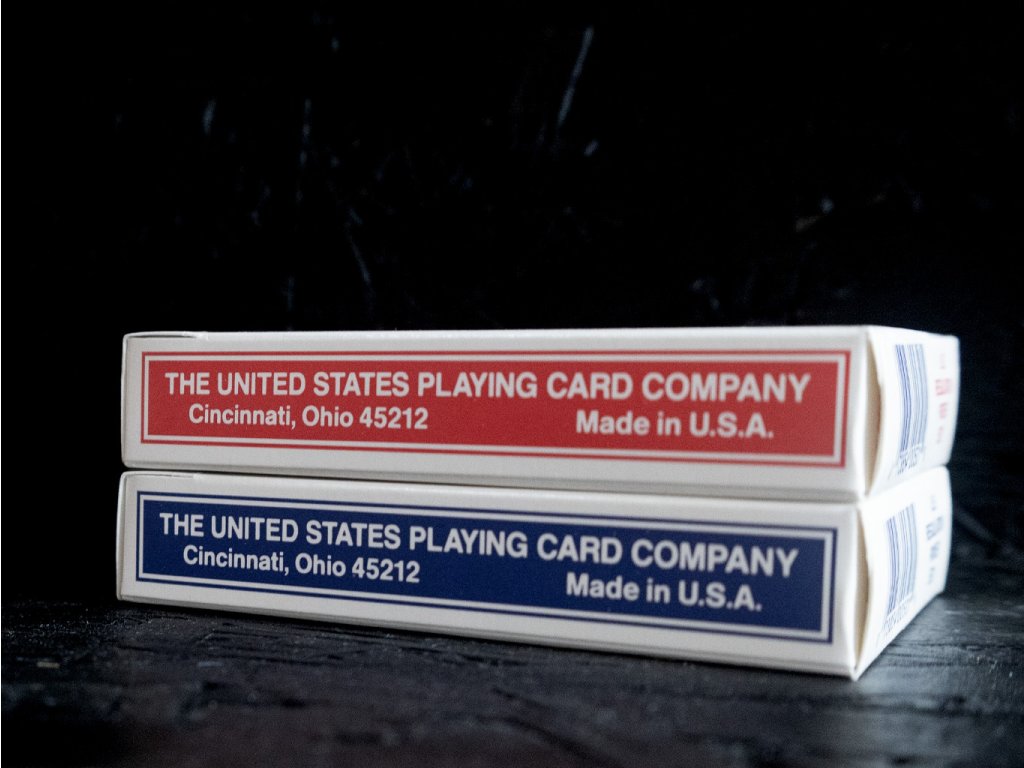 THE UNITED STATES PLAYING CARD COMPANY
Cincinnati, Ohio 45212 Made in U.S.A.
THE UNITED STATES PLAYING CARD COMPANY
Cincinnati, Ohio 45212 Made in U.S.A.